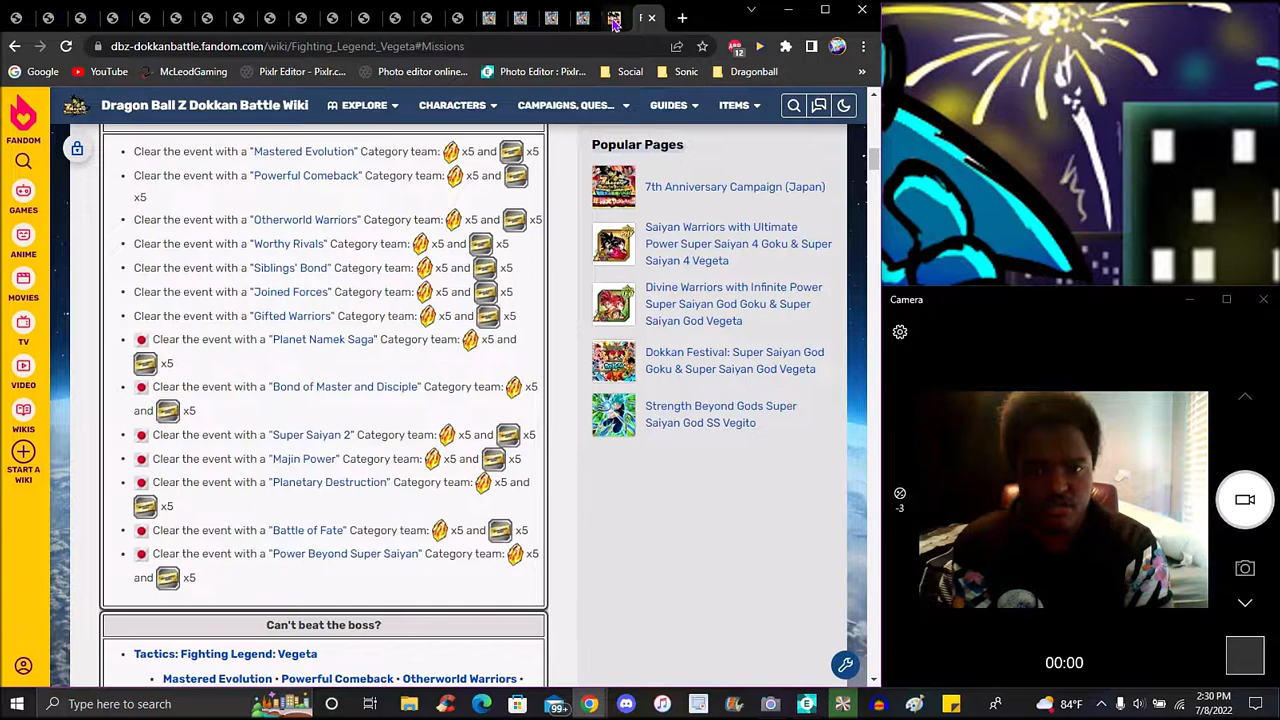 dbz-dokkanbattle.fandom.com/wiki/Fighting_Legend:_Vegeta#Missions
12
Google YouTube McLeodGaming Pixlr Editor : Pixlr.c... Photo editor online... Photo Editor : Pixlr... Social Sonic Dragonball »
Dragon Ball Z Dokkan Battle Wiki EXPLORE CHARACTERS CAMPAIGNS, QUES... GUIDES ITEMS
FANDOM
GAMES
ANIME
MOVIES
TV
VIDEO
WIKIS
START A
WIKI
Clear the event with a "Mastered Evolution" Category team: x5 and x5
Clear the event with a "Powerful Comeback" Category team: x5 and
x5
Clear the event with a "Otherworld Warriors" Category team: x5 and x5
Clear the event with a "Worthy Rivals" Category team: x5 and x5
Clear the event with a "Siblings' Bond" Category team: x5 and x5
Clear the event with a "Joined Forces" Category team: x5 and x5
Clear the event with a "Gifted Warriors" Category team: x5 and x5
Clear the event with a "Planet Namek Saga" Category team: x5 and
x5
Clear the event with a "Bond of Master and Disciple" Category team: x5
and x5
Clear the event with a "Super Saiyan 2" Category team: x5 and x5
Clear the event with a "Majin Power" Category team: x5 and x5
Clear the event with a "Planetary Destruction" Category team: x5 and
x5
Clear the event with a "Battle of Fate" Category team: x5 and x5
Clear the event with a "Power Beyond Super Saiyan" Category team: x5
and x5
Can't beat the boss?
Tactics: Fighting Legend: Vegeta
Mastered Evolution • Powerful Comeback • Otherworld Warriors •
Popular Pages
7th Anniversary Campaign (Japan)
Saiyan Warriors with Ultimate
Power Super Saiyan 4 Goku & Super
Saiyan 4 Vegeta
Divine Warriors with Infinite Power
Super Saiyan God Goku & Super
Saiyan God Vegeta
Dokkan Festival: Super Saiyan God
Goku & Super Saiyan God Vegeta
Strength Beyond Gods Super
Saiyan God SS Vegito
Camera
-3
00:00
Type here to search
99+
84°F
2:30 PM
7/8/2022